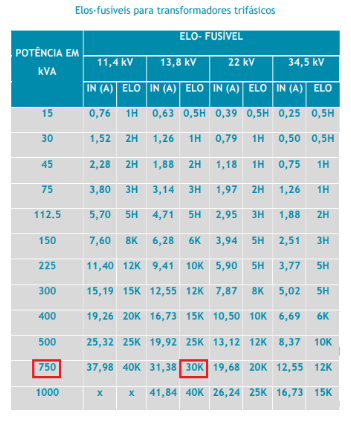 Elos-fusíveis para transformadores trifásicos
POTÊNCIA EM kVA ELO- FUSÍVEL
11,4 kV 13,8 kV 22 kV 34,5 kV
IN (A) ELO IN (A) ELO IN (A) ELO IN (A) ELO
15 0,76 1H 0,63 0,5H 0,39 0,5H 0,25 0,5H
30 1,52 2H 1,26 1H 0,79 1H 0,50 0,5H
45 2,28 2H 1,88 2H 1,18 1H 0,75 1H
75 3,80 3H 3,14 3H 1,97 2H 1,26 1H
112.5 5,70 5H 4,71 5H 2,95 3H 1,88 2H
150 7,60 8K 6,28 6K 3,94 5H 2,51 3H
225 11,40 12K 9,41 10K 5,90 5H 3,77 5H
300 15,19 15K 12,55 12K 7,87 8K 5,02 5H
400 19,26 20K 16,73 15K 10,50 10K 6,69 6K
500 25,32 25K 19,92 25K 13,12 12K 8,37 10K
750 37,98 40K 31,38 30K 19,68 20K 12,55 12K
1000 x x 41,84 40K 26,24 25K 16,73 15K